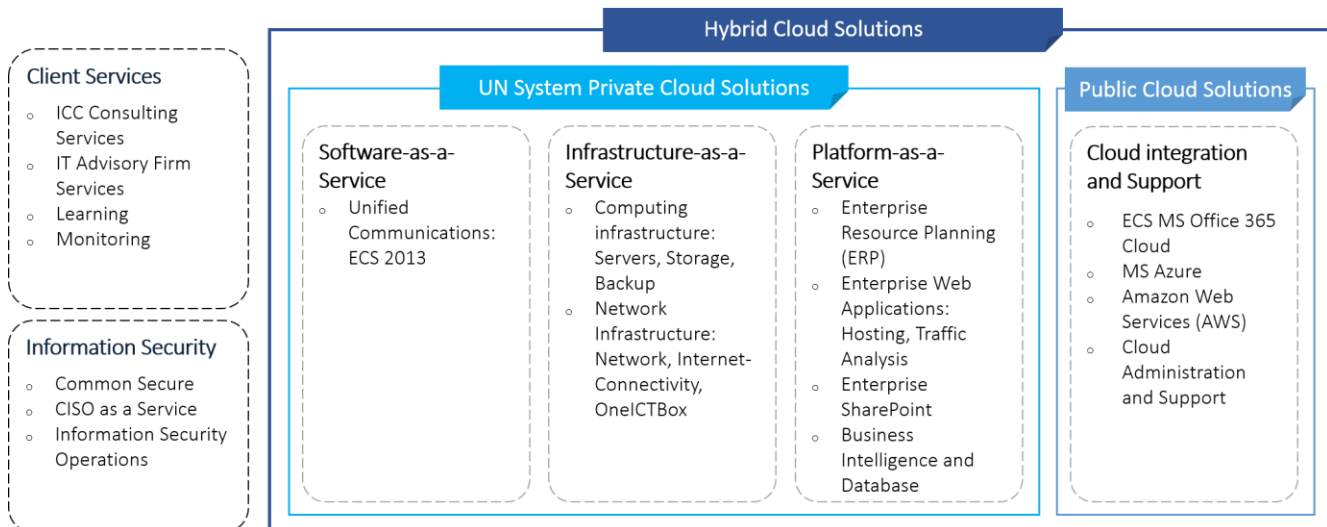 Hybrid Cloud Solutions
Client Services
ICC Consulting
Services
IT Advisory Firm
Services
Learning
Monitoring
Information Security
Common Secure
CISO as a Service
Information Security
Operations
UN System Private Cloud Solutions
Software-as-a-
Service
Unified
Communications:
ECS 2013
Infrastructure-as-a-
Service
Computing
infrastructure:
Servers, Storage,
Backup
Network
Infrastructure:
Network, Internet-
Connectivity,
OneICTBox
Platform-as-a-
Service
Enterprise
Resource Planning
(ERP)
Enterprise Web
Applications:
Hosting, Traffic
Analysis
Enterprise
SharePoint
Business
Intelligence and
Database
Public Cloud Solutions
Cloud integration
and Support
ECS MS Office 365
Cloud
MS Azure
Amazon Web
Services (AWS)
Cloud
Administration
and Support